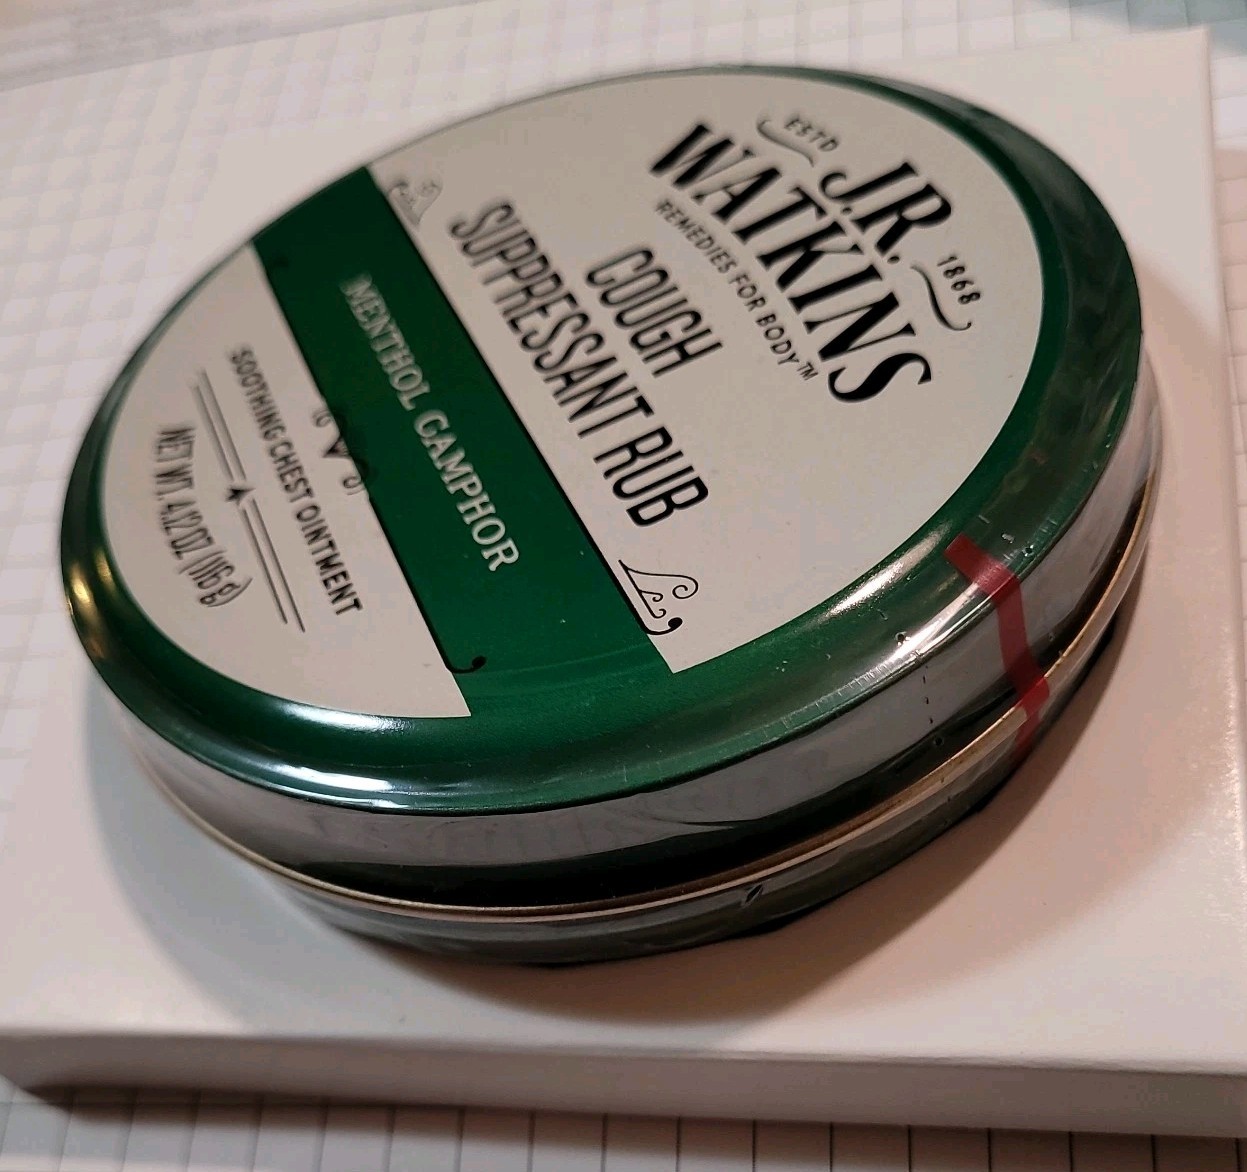 ESTD
J.R.
WATKINS
1868
REMEDIES FOR BODY™
COUGH
SUPPRESSANT RUB
MENTHOL CAMPHOR
SOOTHING CHEST OINTMENT
NET WT. 4.12 OZ (116 g)